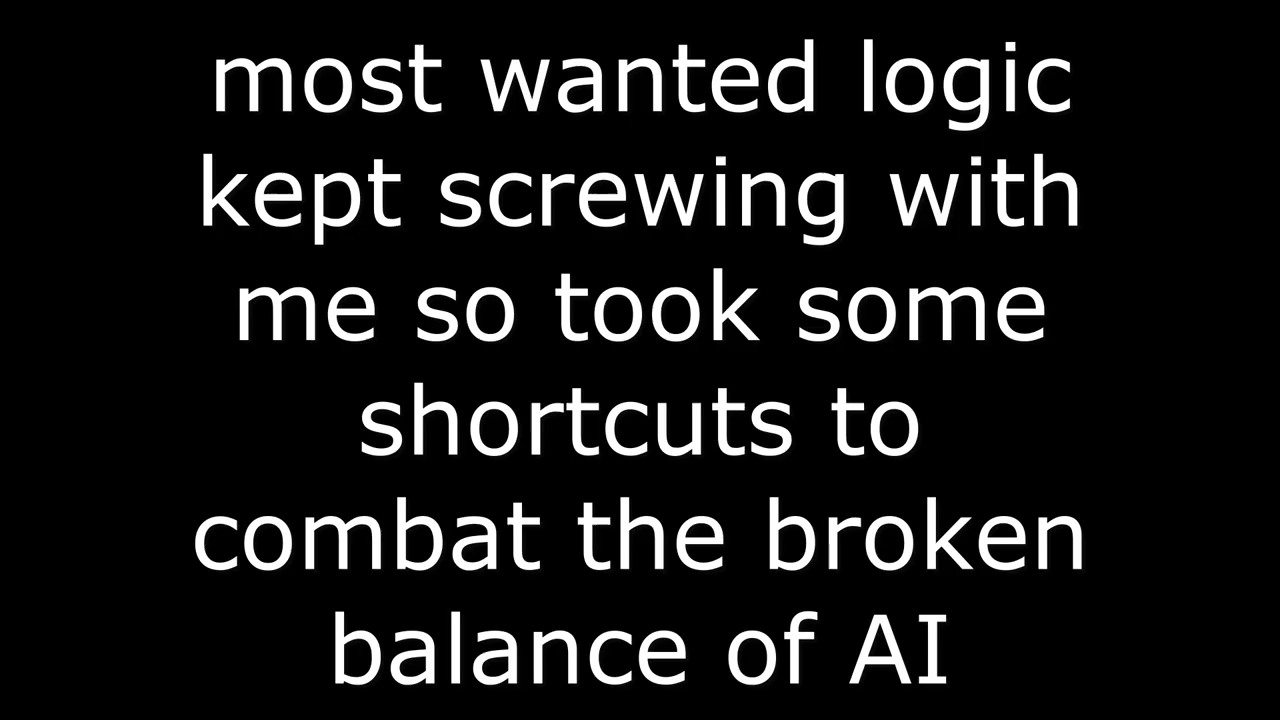 most wanted logic
kept screwing with
me so took some
shortcuts to
combat the broken
balance of AI